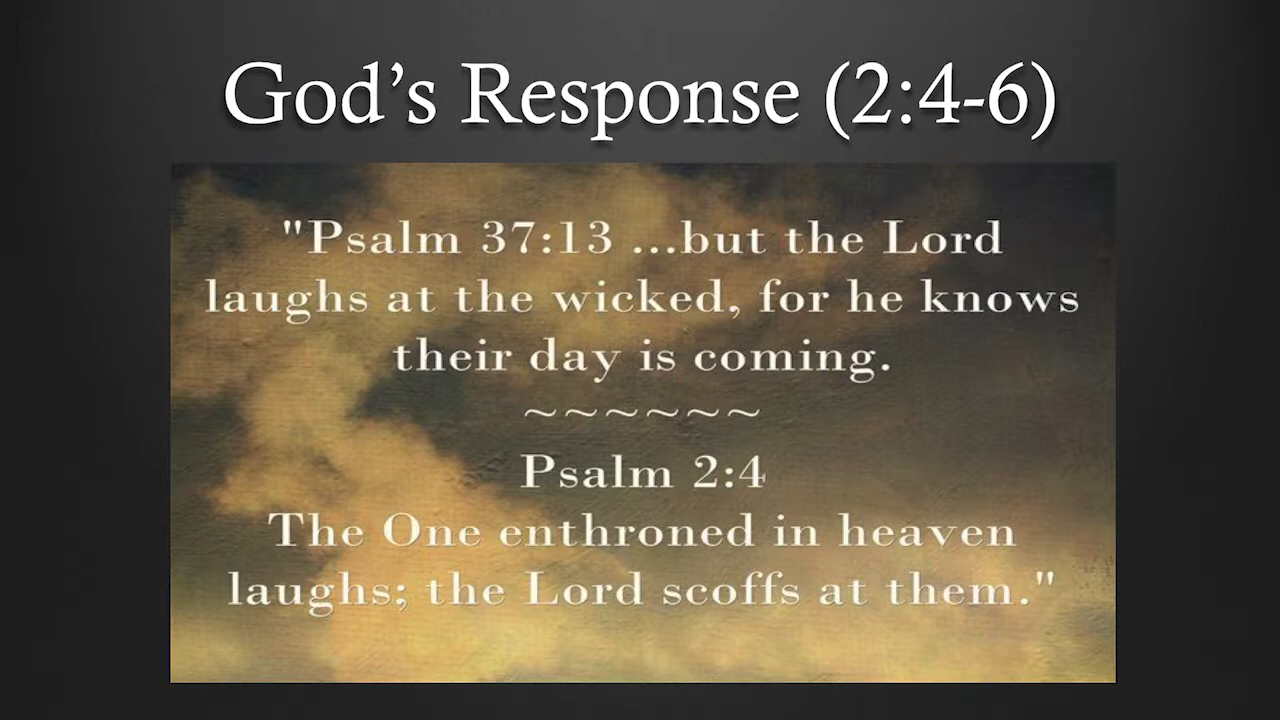 God’s Response (2:4-6)
"Psalm 37:13 ...but the Lord
laughs at the wicked, for he knows
their day is coming.
~~~~~~
Psalm 2:4
The One enthroned in heaven
laughs; the Lord scoffs at them."